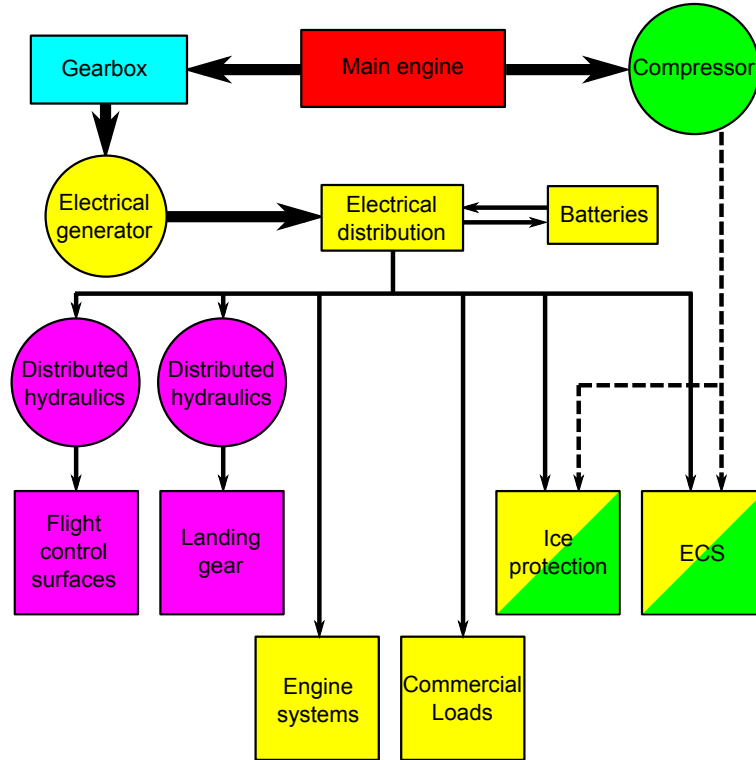 Gearbox
Main engine
Compressor
Electrical
generator
Electrical
distribution
Batteries
Distributed
hydraulics
Distributed
hydraulics
Flight
control
surfaces
Landing
gear
Ice
protection
ECS
Engine
systems
Commercial
Loads